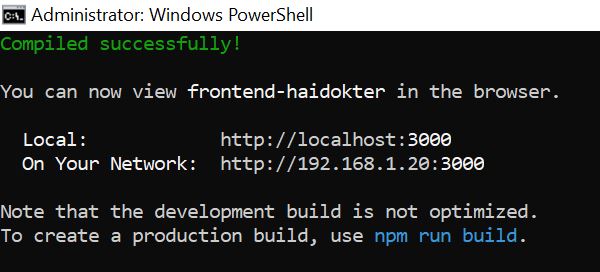 Administrator: Windows PowerShell
Compiled successfully!
You can now view frontend-haidokter in the browser.
Local: http://localhost:3000
On Your Network: http://192.168.1.20:3000
Note that the development build is not optimized.
To create a production build, use npm run build.